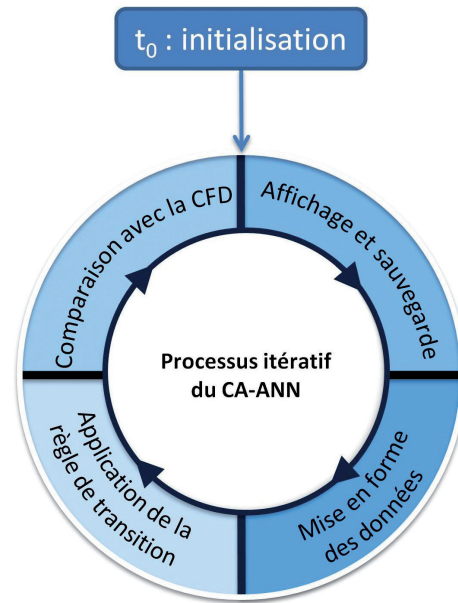 t₀ : initialisation
Comparaison avec la CFD
Affichage et sauvegarde
Processus itératif
du CA-ANN
Application de la
règle de transition
Mise en forme
des données